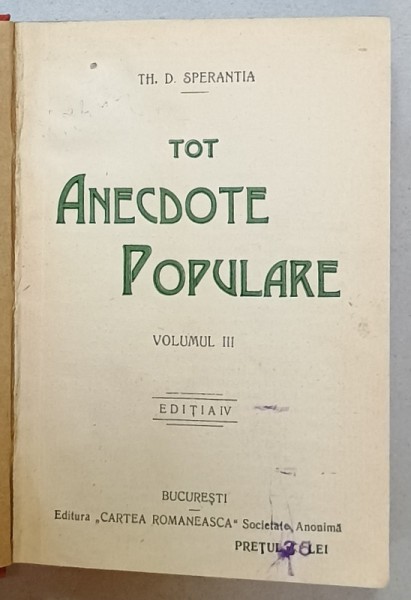 TH. D. SPERANTIA
TOT
ANECDOTE
POPULARE
VOLUMUL III
EDIȚIA IV
BUCUREȘTI
Editura „CARTEA ROMANEASCA“ Societate Anonimă
PREȚUL LEI